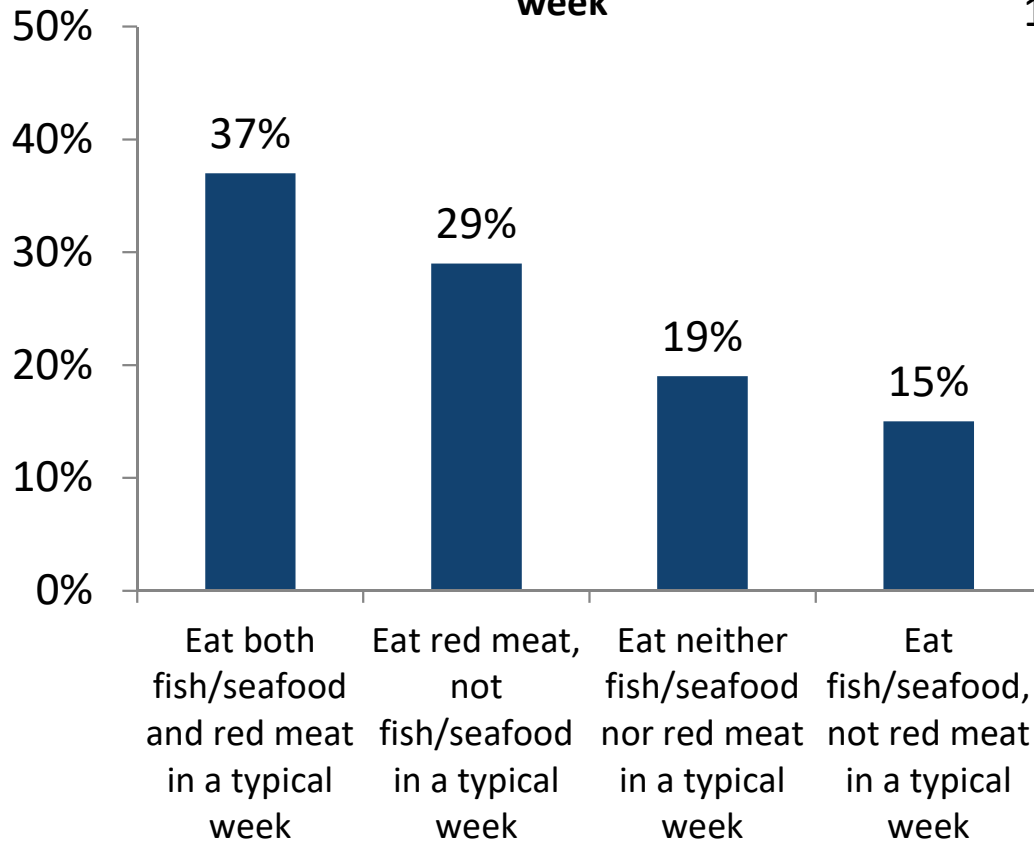 week
1
50%
40%
30%
20%
10%
0%
37%
29%
19%
15%
Eat both
fish/seafood
and red meat
in a typical
week
Eat red meat,
not
fish/seafood
in a typical
week
Eat neither
fish/seafood
nor red meat
in a typical
week
Eat
fish/seafood,
not red meat
in a typical
week